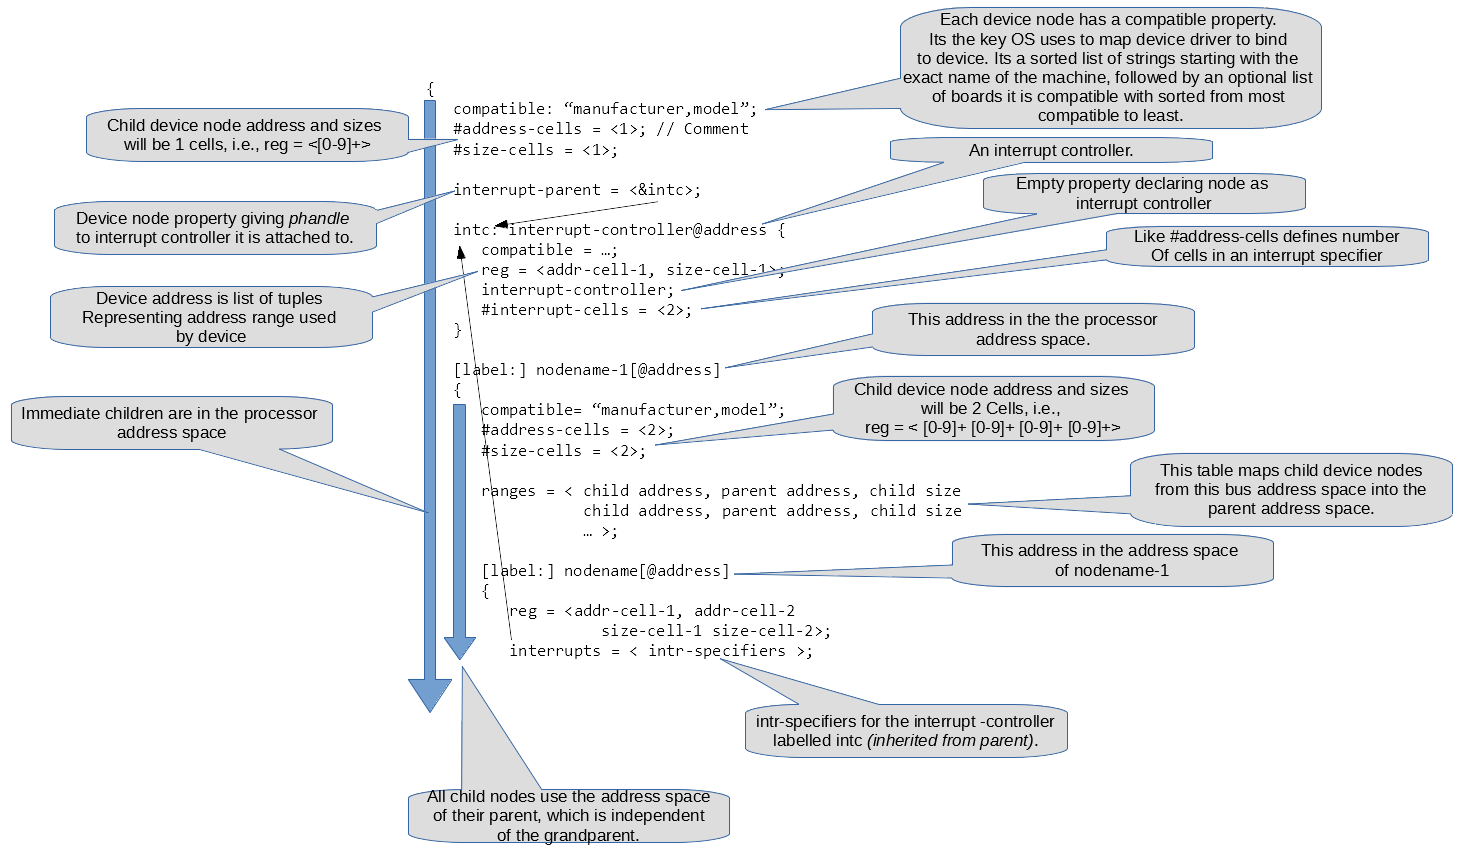 Each device node has a compatible property.
Its the key OS uses to map device driver to bind
to device. Its a sorted list of strings starting with the
exact name of the machine, followed by an optional list
of boards it is compatible with sorted from most
compatible to least.
{
compatible: “manufacturer,model”;
#address-cells = <1>; // Comment
#size-cells = <1>;
Child device node address and sizes
will be 1 cells, i.e., reg = <[0-9]+>
An interrupt controller.
interrupt-parent = <&intc>;
Empty property declaring node as
interrupt controller
Device node property giving phandle
to interrupt controller it is attached to.
intc: interrupt-controller@address {
compatible = …;
reg = <addr-cell-1, size-cell-1>;
interrupt-controller;
#interrupt-cells = <2>;
}
Like #address-cells defines number
Of cells in an interrupt specifier
Device address is list of tuples
Representing address range used
by device
This address in the the processor
address space.
[label:] nodename-1[@address]
{
compatible= “manufacturer,model”;
#address-cells = <2>;
#size-cells = <2>;
Child device node address and sizes
will be 2 Cells, i.e.,
reg = < [0-9]+ [0-9]+ [0-9]+ [0-9]+>
Immediate children are in the processor
address space
ranges = < child address, parent address, child size
child address, parent address, child size
… >;
This table maps child device nodes
from this bus address space into the
parent address space.
[label:] nodename[@address]
{
This address in the address space
of nodename-1
reg = <addr-cell-1, addr-cell-2
size-cell-1 size-cell-2>;
interrupts = < intr-specifiers >;
intr-specifiers for the interrupt -controller
labelled intc (inherited from parent).
All child nodes use the address space
of their parent, which is independent
of the grandparent.